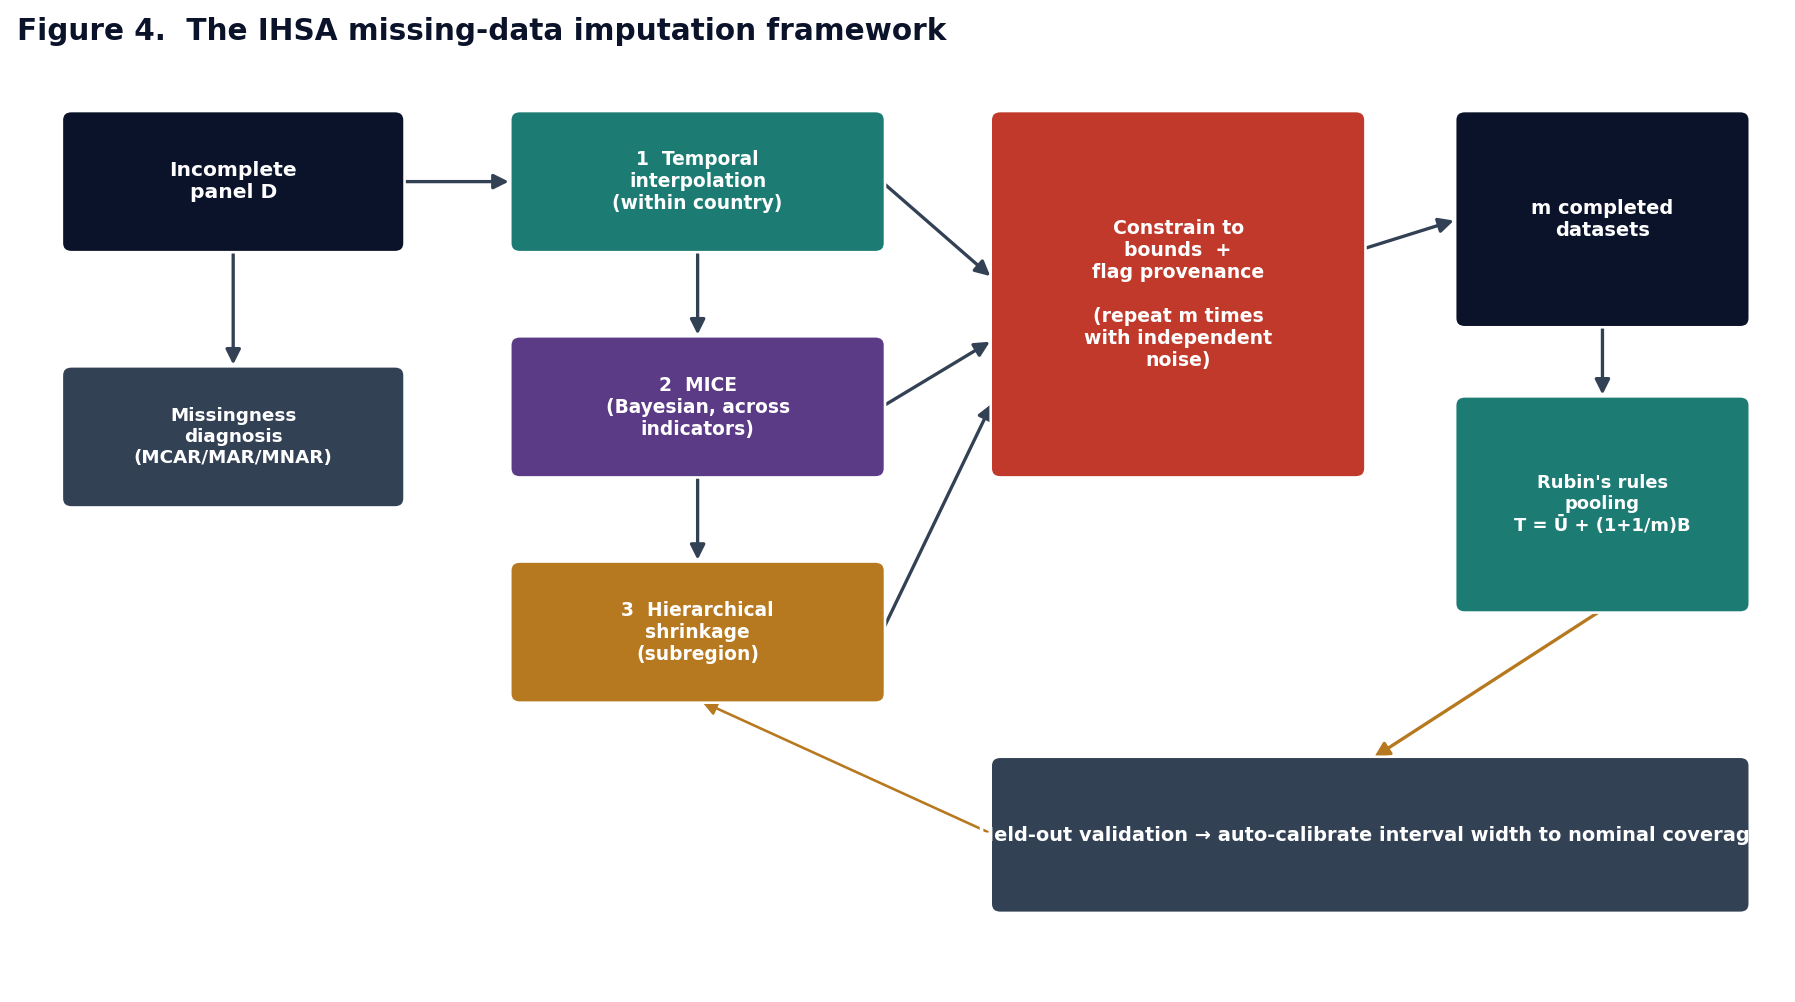 Figure 4.  The IHSA missing-data imputation framework
Incomplete
panel D
Missingness
diagnosis
(MCAR/MAR/MNAR)
1  Temporal
interpolation
(within country)
2  MICE
(Bayesian, across
indicators)
3  Hierarchical
shrinkage
(subregion)
Constrain to
bounds  +
flag provenance
(repeat m times
with independent
noise)
m completed
datasets
Rubin's rules
pooling
T = Ū + (1+1/m)B
eld-out validation → auto-calibrate interval width to nominal coverag